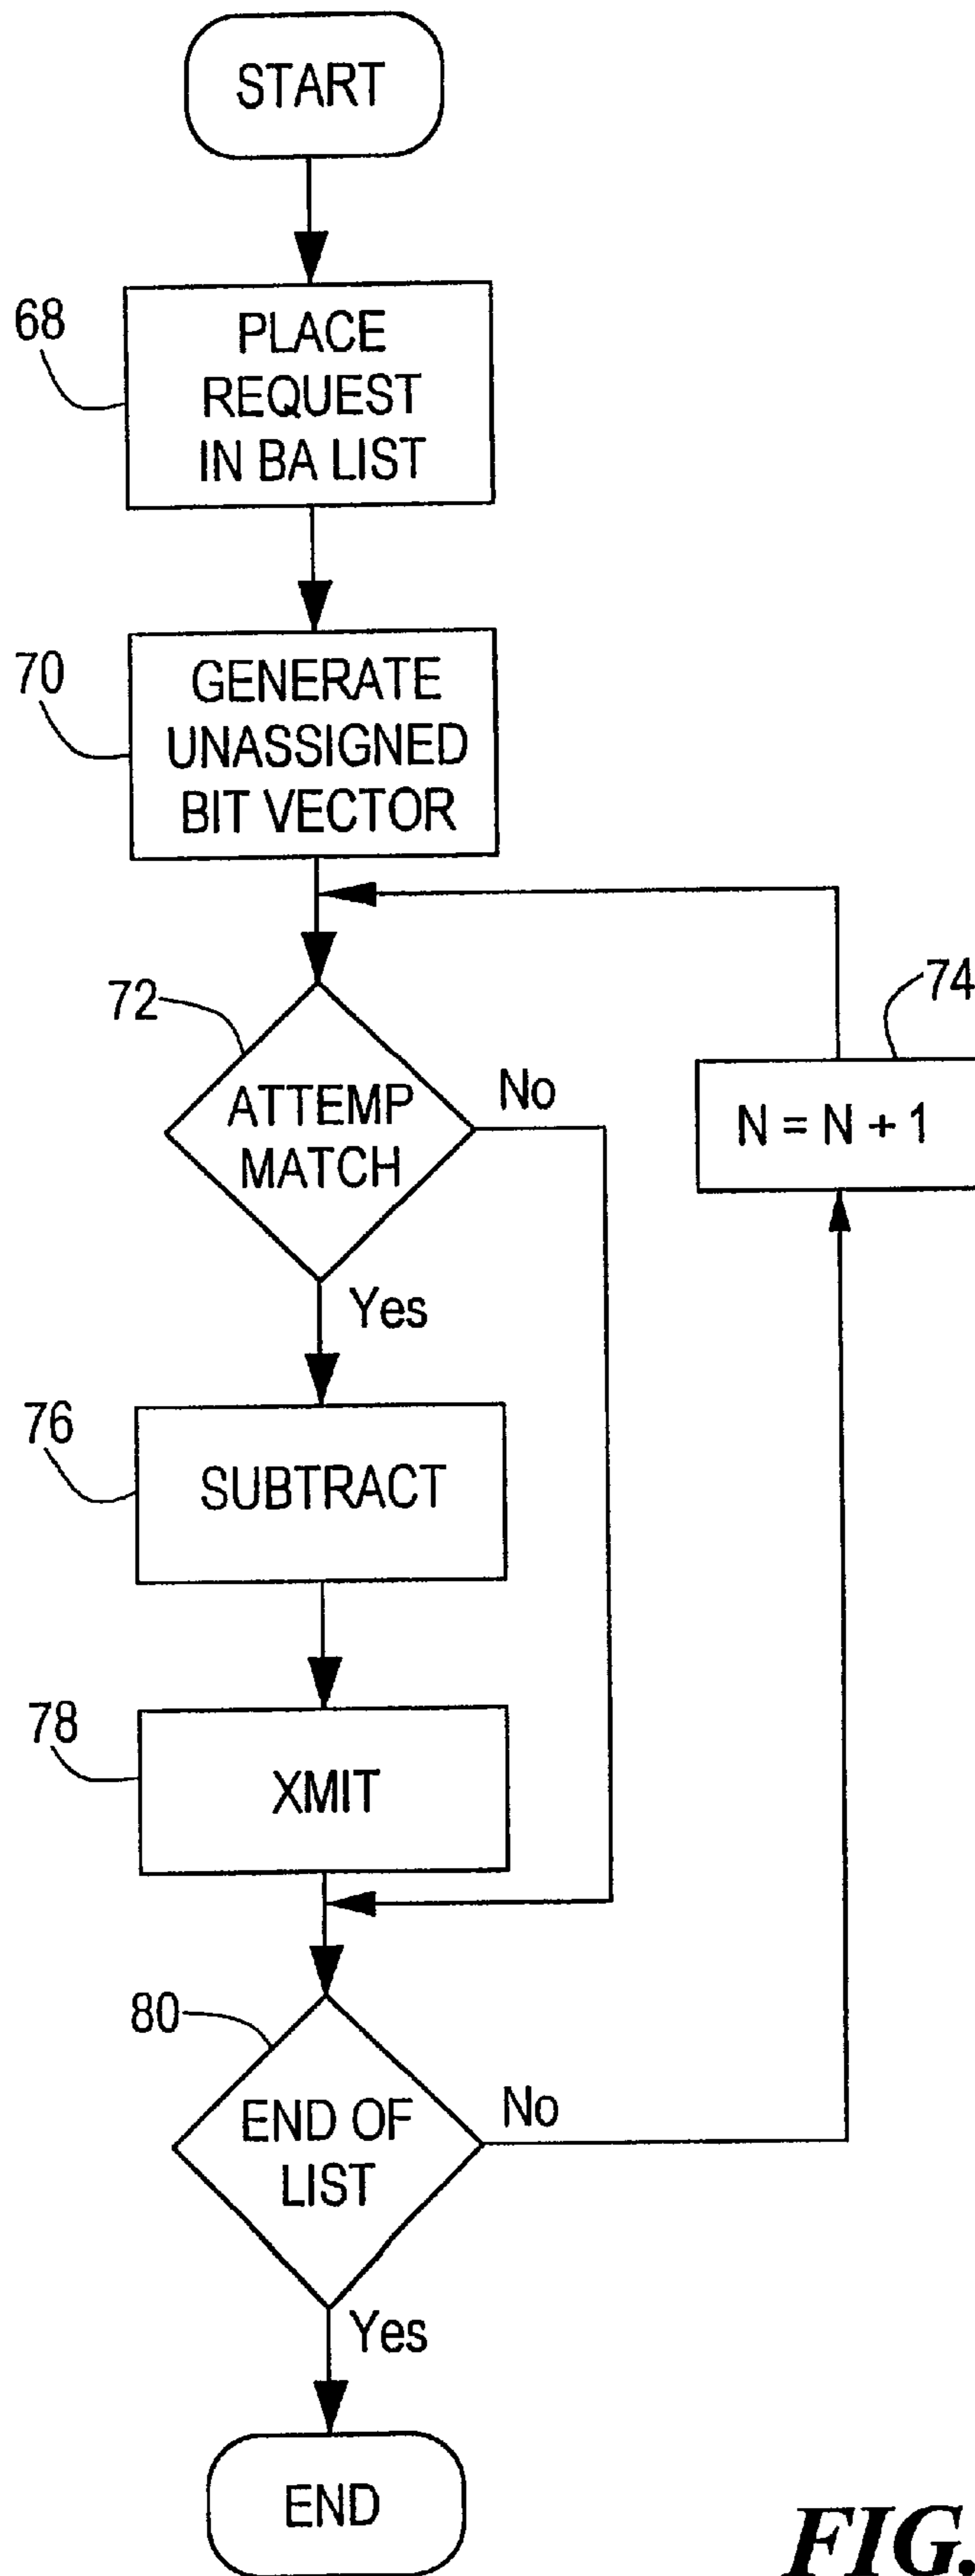 START
68
PLACE
REQUEST
IN BA LIST
70
GENERATE
UNASSIGNED
BIT VECTOR
72
ATTEMP
MATCH
No
74
N = N + 1
Yes
76
SUBTRACT
78
XMIT
80
END OF
LIST
No
Yes
END
FIG.